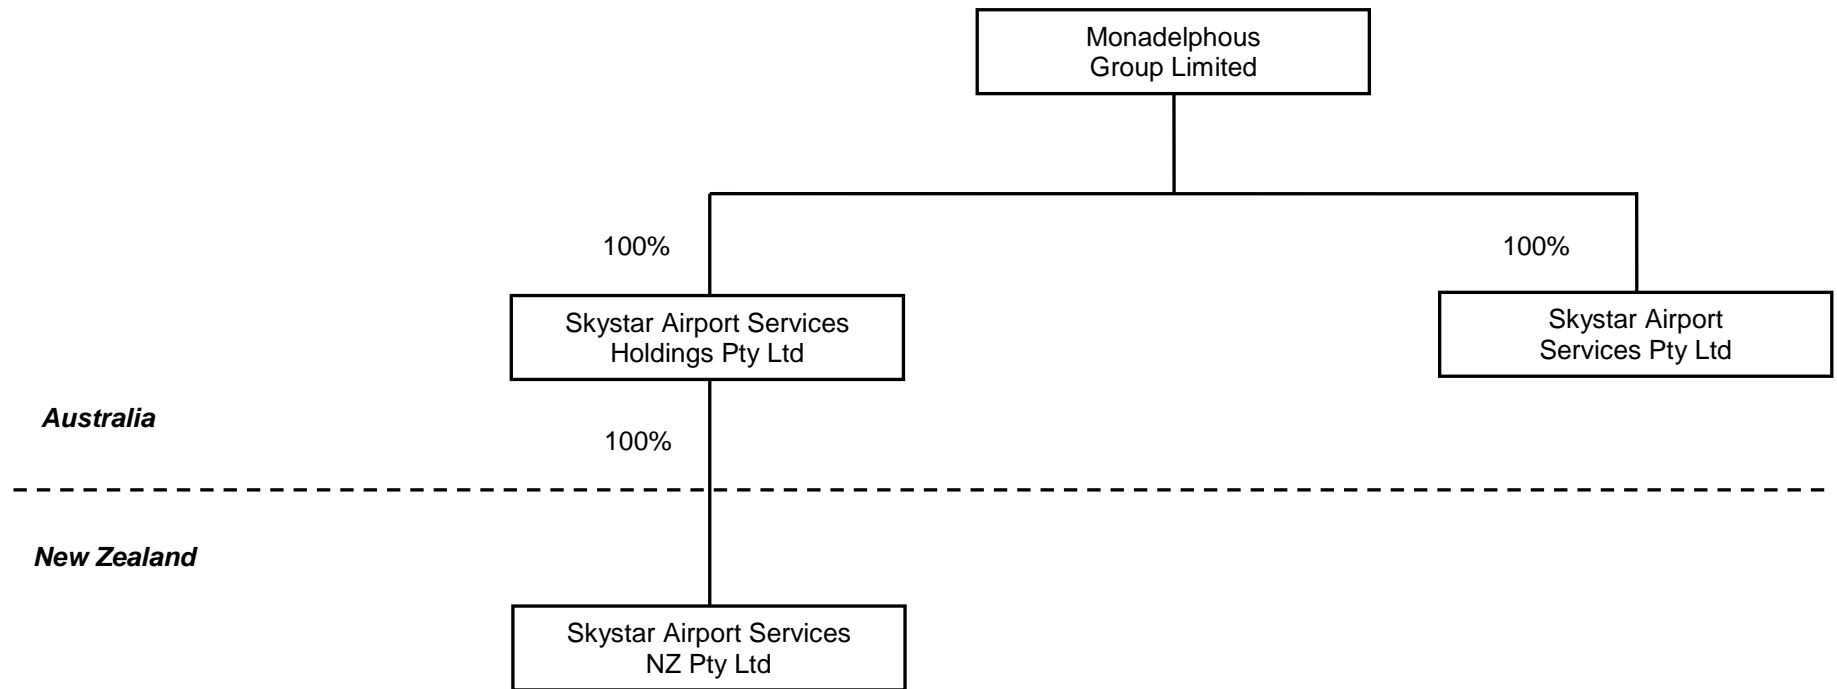 Monadelphous
Group Limited
100%
100%
Skystar Airport Services
Holdings Pty Ltd
Skystar Airport
Services Pty Ltd
Australia
100%
New Zealand
Skystar Airport Services
NZ Pty Ltd